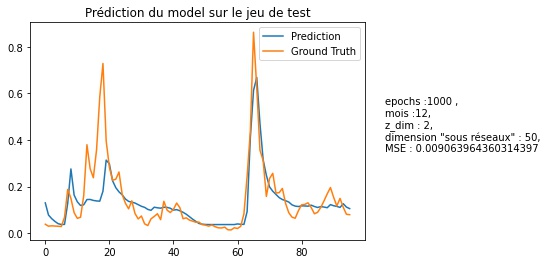 Prédiction du model sur le jeu de test
Prediction
Ground Truth
epochs :1000 ,
mois :12,
z_dim : 2,
dimension "sous réseaux" : 50,
MSE : 0.009063964360314397
0.8
0.6
0.4
0.2
0.0
0 20 40 60 80